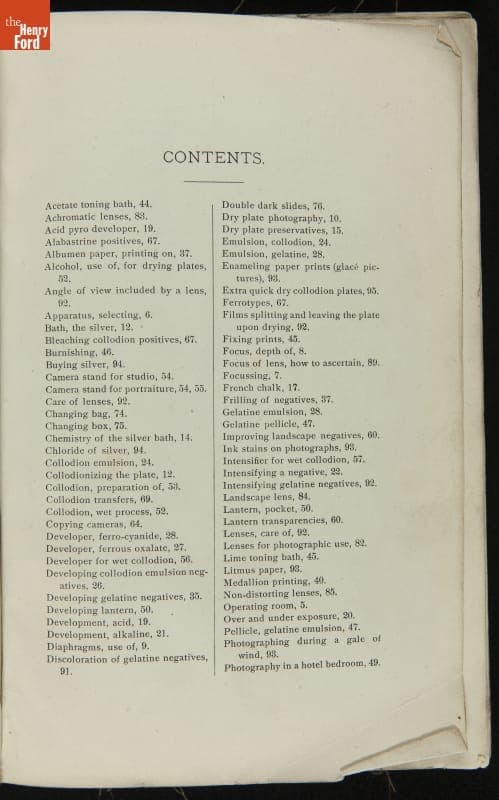 the
Henry
Ford
CONTENTS.
Acetate toning bath, 44.
Achromatic lenses, 83.
Acid pyro developer, 19.
Alabastrine positives, 67.
Albumen paper, printing on, 37.
Alcohol, use of, for drying plates,
52.
Angle of view included by a lens,
92.
Apparatus, selecting, 6.
Bath, the silver, 12.
Bleaching collodion positives, 67.
Burnishing, 46.
Buying silver, 94.
Camera stand for studio, 54.
Camera stand for portraiture, 54, 55.
Care of lenses, 92.
Changing bag, 74.
Changing box, 75.
Chemistry of the silver bath, 14.
Chloride of silver, 94.
Collodion emulsion, 24.
Collodionizing the plate, 12.
Collodion, preparation of, 53.
Collodion transfers, 69.
Collodion, wet process, 52.
Copying cameras, 64.
Developer, ferro-cyanide, 28.
Developer, ferrous oxalate, 27.
Developer for wet collodion, 56.
Developing collodion emulsion neg-
atives, 26.
Developing gelatine negatives, 35.
Developing lantern, 50.
Development, acid, 19.
Development, alkaline, 21.
Diaphragms, use of, 9.
Discoloration of gelatine negatives,
91.
Double dark slides, 76.
Dry plate photography, 10.
Dry plate preservatives, 15.
Emulsion, collodion, 24.
Emulsion, gelatine, 28.
Enameling paper prints (glacé pic-
tures), 93.
Extra quick dry collodion plates, 95.
Ferrotypes, 67.
Films splitting and leaving the plate
upon drying, 92.
Fixing prints, 45.
Focus, depth of, 8.
Focus of lens, how to ascertain, 89.
Focussing, 7.
French chalk, 17.
Frilling of negatives, 37.
Gelatine emulsion, 28.
Gelatine pellicle, 47.
Improving landscape negatives, 60.
Ink stains on photographs, 93.
Intensifier for wet collodion, 57.
Intensifying a negative, 22.
Intensifying gelatine negatives, 92.
Landscape lens, 84.
Lantern, pocket, 50.
Lantern transparencies, 60.
Lenses, care of, 92.
Lenses for photographic use, 82.
Lime toning bath, 45.
Litmus paper, 93.
Medallion printing, 40.
Non-distorting lenses, 85.
Operating room, 5.
Over and under exposure, 20.
Pellicle, gelatine emulsion, 47.
Photographing during a gale of
wind, 93.
Photography in a hotel bedroom, 49.